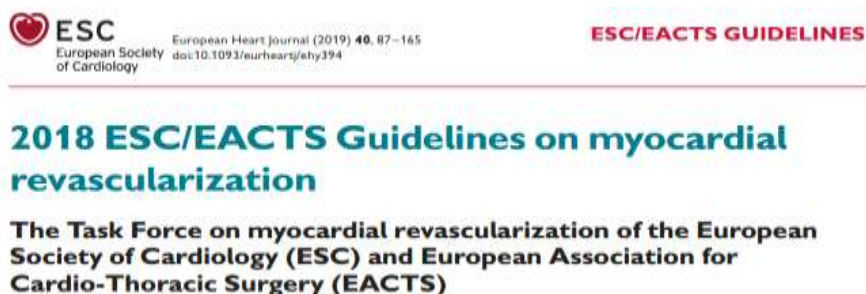 ESC
European Society
of Cardiology
European Heart Journal (2019) 40, 87–165
doi:10.1093/eurheartj/ehy394
ESC/EACTS GUIDELINES
2018 ESC/EACTS Guidelines on myocardial
revascularization
The Task Force on myocardial revascularization of the European
Society of Cardiology (ESC) and European Association for
Cardio-Thoracic Surgery (EACTS)